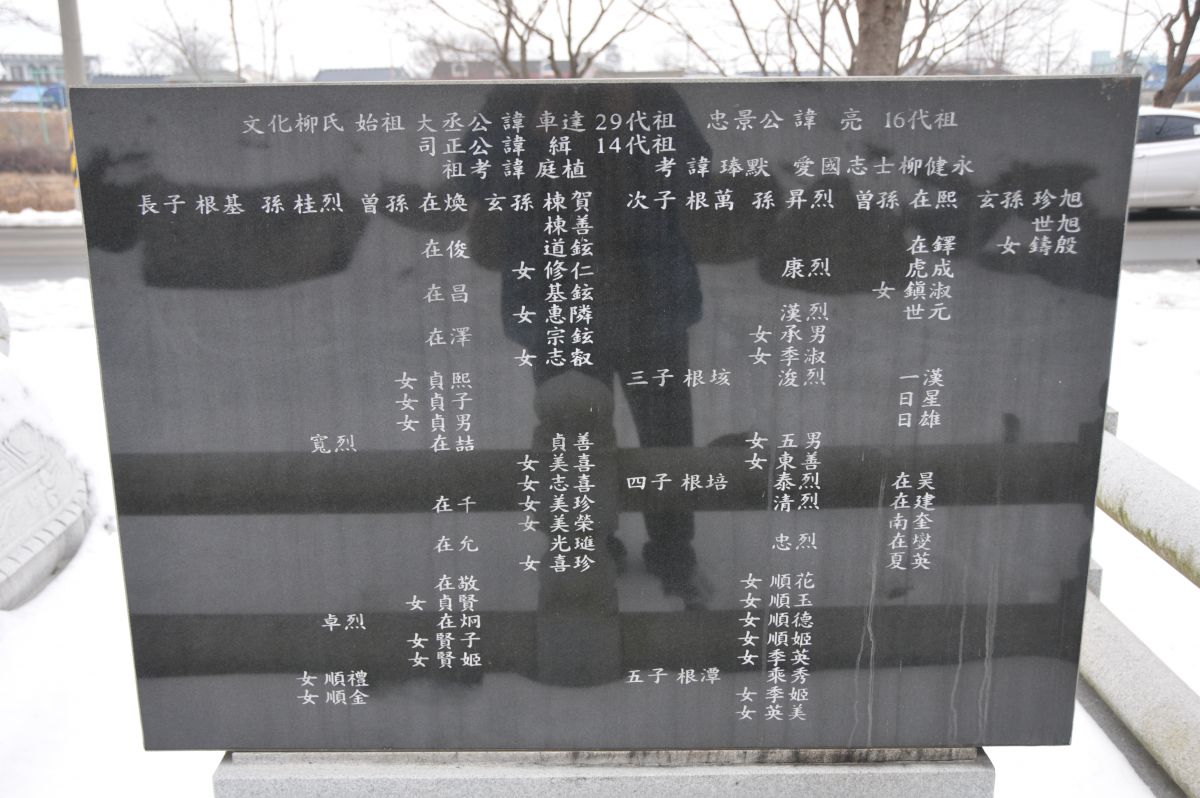 文化柳氏 始祖 大丞公 諱 車達 29代祖 忠景公 諱 亮 16代祖
司正公 諱 緝 14代祖
祖考 諱 庭植 考 諱 瑧默 愛國志士柳健永
長子 根基 孫 桂烈 曾孫 在煥 玄孫 棟賀 次子 根萬 孫 昇烈 曾孫 在熙 玄孫 珍旭
棟善 世旭
在俊 道鉉 在鐸 女 鑄殷
女 修仁 康烈 虎成
在昌 基鉉 女 鎭淑
女 惠隣 漢烈 世元
在澤 宗鉉 女 承男
女 志叡 女 季淑
女 貞熙 三子 根垓 浚烈 一漢
女 貞子 日星
女 貞男 日雄
寬烈 在喆 貞善 女 五男
女 美喜 女 東善
女 志喜 四子 根培 泰烈 在昊
在千 女 美珍 清烈 在建
女 美榮 南奎
在允 光璡 忠烈 在燮
女 喜珍 夏英
在敬 女 順花
女 貞賢 女 順玉
卓烈 在炯 女 順德
女 賢子 女 順姬
女 賢姬 女 季英
女 順禮 五子 根潭 乘秀
女 順金 女 季姬
女 英美